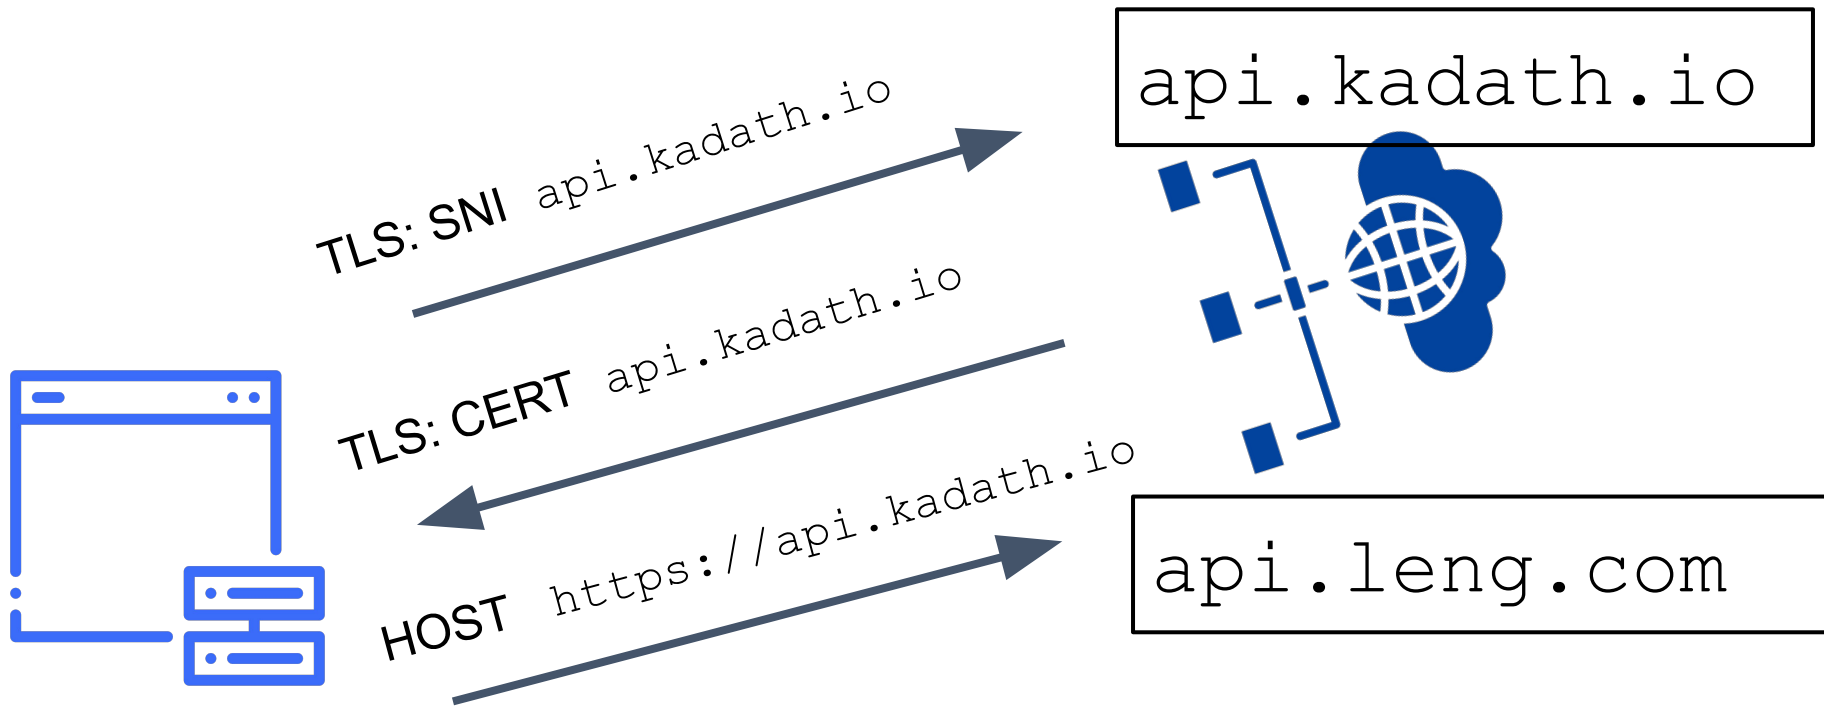 api.kadath.io
TLS: SNI api.kadath.io
TLS: CERT api.kadath.io
HOST https://api.kadath.io
api.leng.com